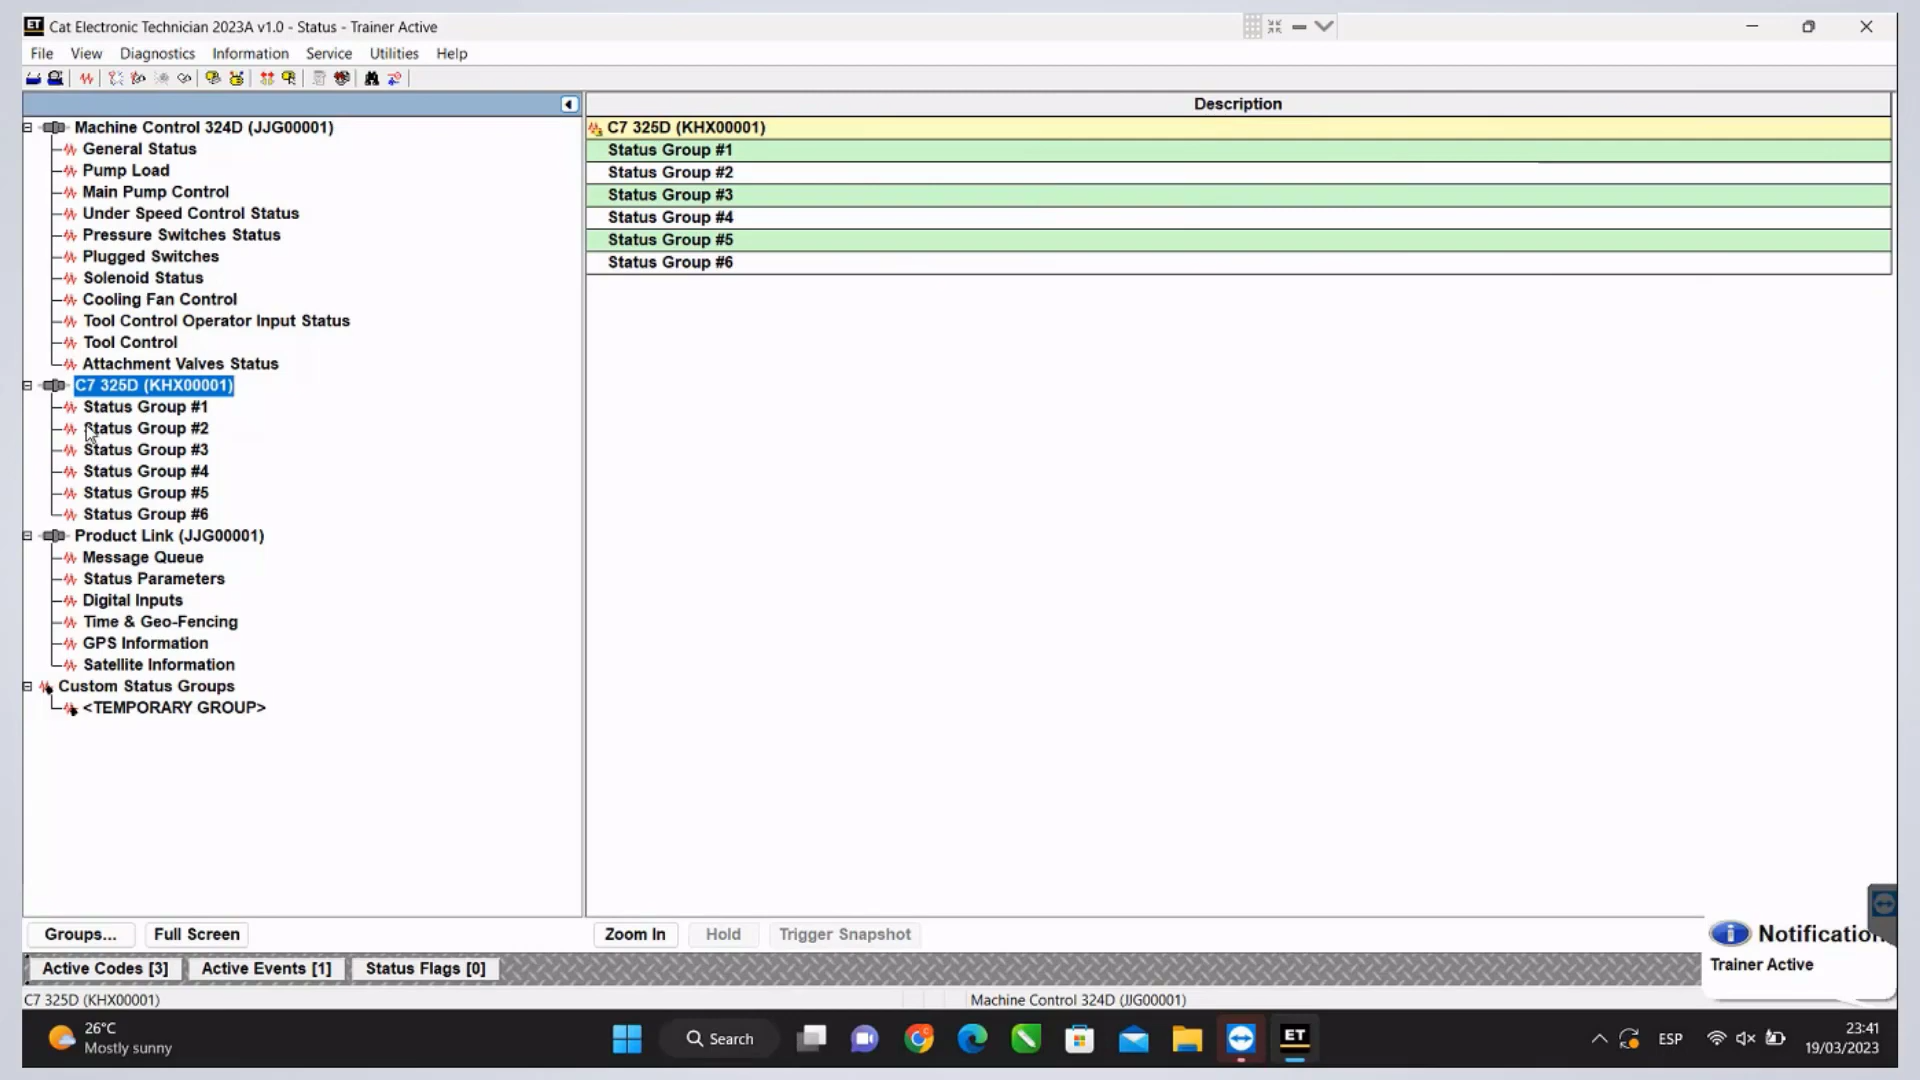 ET Cat Electronic Technician 2023A v1.0 - Status - Trainer Active
File View Diagnostics Information Service Utilities Help
Description
Machine Control 324D (JJG00001)
General Status
Pump Load
Main Pump Control
Under Speed Control Status
Pressure Switches Status
Plugged Switches
Solenoid Status
Cooling Fan Control
Tool Control Operator Input Status
Tool Control
Attachment Valves Status
C7 325D (KHX00001)
Status Group #1
Status Group #2
Status Group #3
Status Group #4
Status Group #5
Status Group #6
Product Link (JJG00001)
Message Queue
Status Parameters
Digital Inputs
Time & Geo-Fencing
GPS Information
Satellite Information
Custom Status Groups
<TEMPORARY GROUP>
C7 325D (KHX00001)
Status Group #1
Status Group #2
Status Group #3
Status Group #4
Status Group #5
Status Group #6
Groups... Full Screen Zoom In Hold Trigger Snapshot
Notification
Trainer Active
Active Codes [3] Active Events [1] Status Flags [0]
C7 325D (KHX00001) Machine Control 324D (JJG00001)
26°C
Mostly sunny
Search
ET
ESP
23:41
19/03/2023